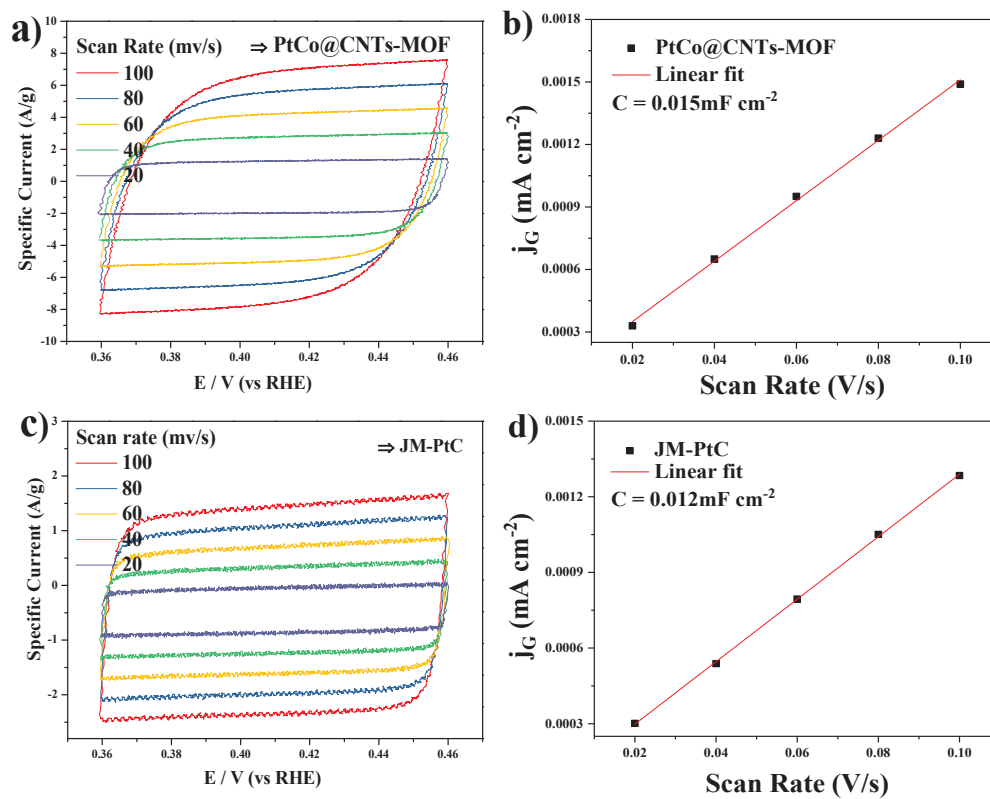 a)
Scan Rate (mv/s)
⇒ PtCo@CNTs-MOF
100
80
60
40
20
10
8
6
4
2
0
-2
-4
-6
-8
-10
Specific Current (A/g)
0.36
0.38
0.40
0.42
0.44
0.46
E / V (vs RHE)
b)
PtCo@CNTs-MOF
Linear fit
C = 0.015mF cm-2
0.0018
0.0015
0.0012
0.0009
0.0006
0.0003
jG (mA cm-2)
0.02
0.04
0.06
0.08
0.10
Scan Rate (V/s)
c)
Scan rate (mv/s)
⇒ JM-PtC
100
80
60
40
20
3
2
1
0
-1
-2
Specific Current (A/g)
0.36
0.38
0.40
0.42
0.44
0.46
E / V (vs RHE)
d)
JM-PtC
Linear fit
C = 0.012mF cm-2
0.0015
0.0012
0.0009
0.0006
0.0003
jG (mA cm-2)
0.02
0.04
0.06
0.08
0.10
Scan Rate (V/s)